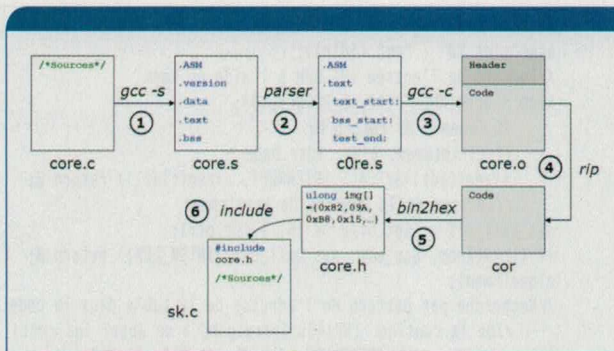 /*Sources*/
core.c
gcc -s
1
.ASM
.version
.data
.text
.bss
core.s
parser
2
.ASM
.text
text_start:
bss_start:
test_end:
c0re.s
gcc -c
3
Header
Code
core.o
4
rip
Code
cor
bin2hex
5
ulong img[]
={0x82,09A,
0xB8,0x15,…}
core.h
6
include
#include
core.h
/*Sources*/
sk.c